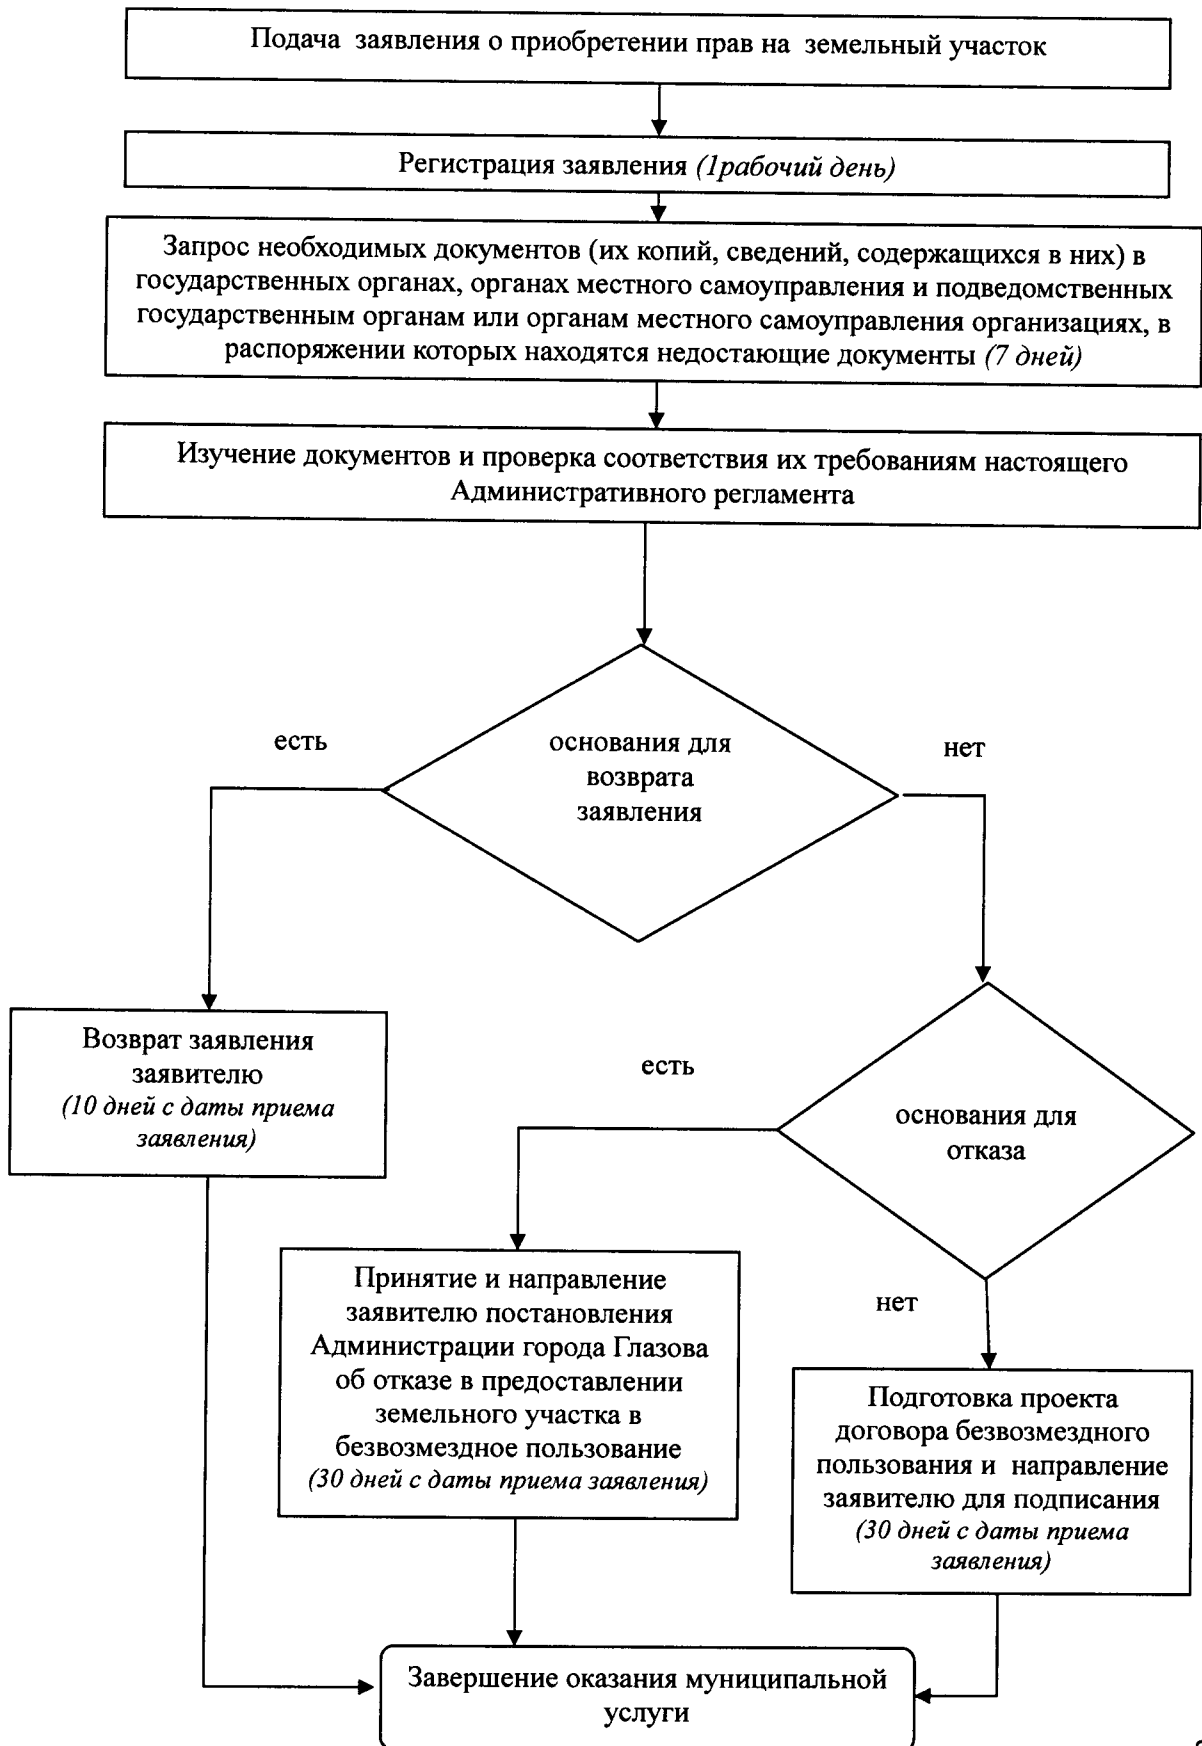 Подача заявления о приобретении прав на земельный участок
Регистрация заявления (1рабочий день)
Запрос необходимых документов (их копий, сведений, содержащихся в них) в
государственных органах, органах местного самоуправления и подведомственных
государственным органам или органам местного самоуправления организациях, в
распоряжении которых находятся недостающие документы (7 дней)
Изучение документов и проверка соответствия их требованиям настоящего
Административного регламента
основания для
возврата
заявления
есть
нет
Возврат заявления
заявителю
(10 дней с даты приема
заявления)
есть
основания для
отказа
нет
Принятие и направление
заявителю постановления
Администрации города Глазова
об отказе в предоставлении
земельного участка в
безвозмездное пользование
(30 дней с даты приема заявления)
Подготовка проекта
договора безвозмездного
пользования и направление
заявителю для подписания
(30 дней с даты приема
заявления)
Завершение оказания муниципальной
услуги